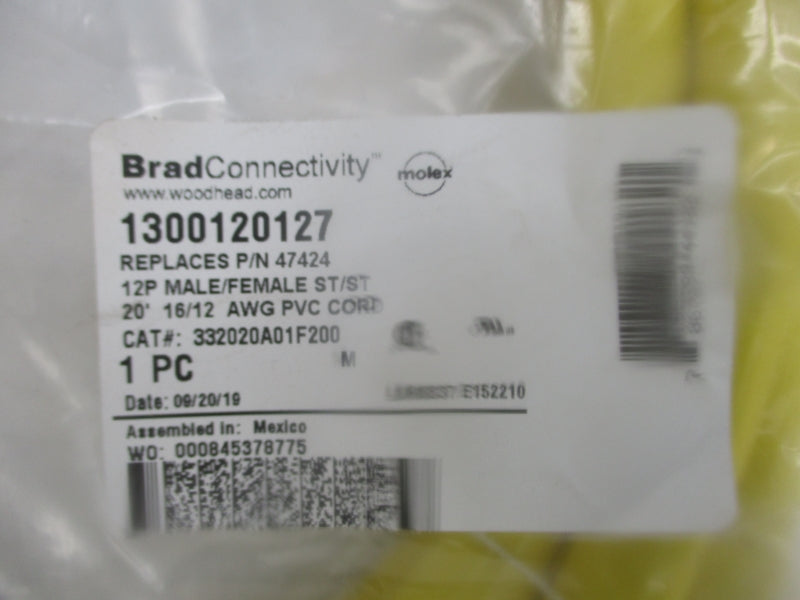 BradConnectivity™
molex
www.woodhead.com
1300120127
REPLACES P/N 47424
12P MALE/FEMALE ST/ST
20' 16/12 AWG PVC CORD
CAT#: 332020A01F200
1 PC
M
Date: 09/20/19
E152210
Assembled in: Mexico
WO: 000845378775